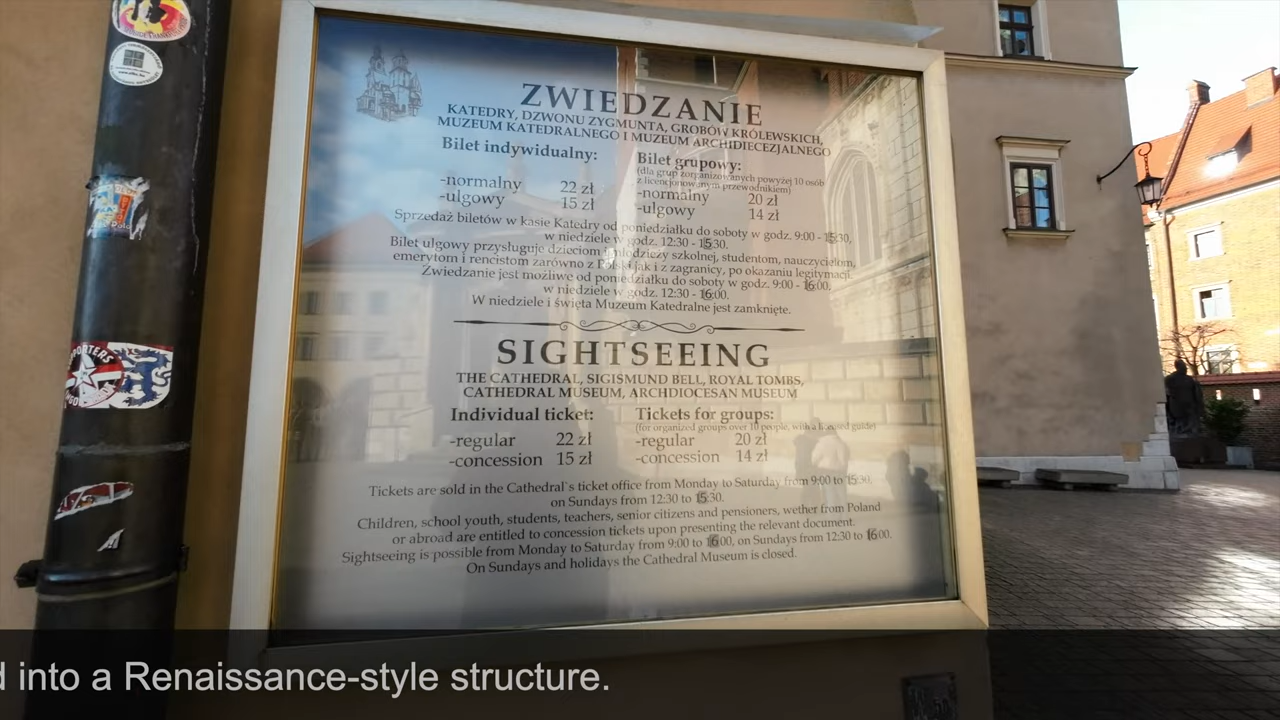 ZWIEDZANIE
KATEDRY, DZWONU ZYGMUNTA, GROBÓW KRÓLEWSKICH,
MUZEUM KATEDRALNEGO I MUZEUM ARCHIDIECEZJALNEGO
Bilet indywidualny:
-normalny 22 zł
-ulgowy 15 zł
Bilet grupowy:
(dla grup zorganizowanych powyżej 10 osób
z licencjonowanym przewodnikiem)
-normalny 20 zł
-ulgowy 14 zł
Sprzedaż biletów w kasie Katedry od poniedziałku do soboty w godz. 9:00 - 15:30,
w niedziele w godz. 12:30 - 15:30.
Bilet ulgowy przysługuje dzieciom i młodzieży szkolnej, studentom, nauczycielom,
emerytom i rencistom zarówno z Polski jak i z zagranicy, po okazaniu legitymacji.
Zwiedzanie jest możliwe od poniedziałku do soboty w godz. 9:00 - 16:00,
w niedziele w godz. 12:30 - 16:00.
W niedziele i święta Muzeum Katedralne jest zamknięte.
SIGHTSEEING
THE CATHEDRAL, SIGISMUND BELL, ROYAL TOMBS,
CATHEDRAL MUSEUM, ARCHDIOCESAN MUSEUM
Individual ticket:
-regular 22 zł
-concession 15 zł
Tickets for groups:
(for organized groups over 10 people, with a licensed guide)
-regular 20 zł
-concession 14 zł
Tickets are sold in the Cathedral`s ticket office from Monday to Saturday from 9:00 to 15:30,
on Sundays from 12:30 to 15:30.
Children, school youth, students, teachers, senior citizens and pensioners, wether from Poland
or abroad are entitled to concession tickets upon presenting the relevant document.
Sightseeing is possible from Monday to Saturday from 9:00 to 16:00, on Sundays from 12:30 to 16:00.
On Sundays and holidays the Cathedral Museum is closed.
into a Renaissance-style structure.